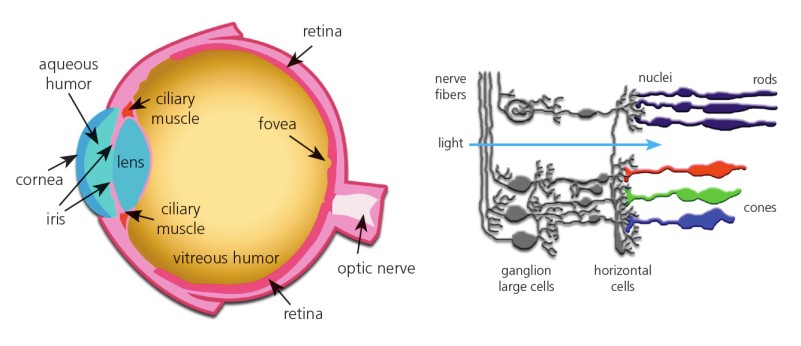 retina
aqueous
humor
ciliary
muscle
fovea
lens
cornea
iris
ciliary
muscle
vitreous humor
optic nerve
retina
nerve
fibers
nuclei
rods
light
cones
ganglion
large cells
horizontal
cells